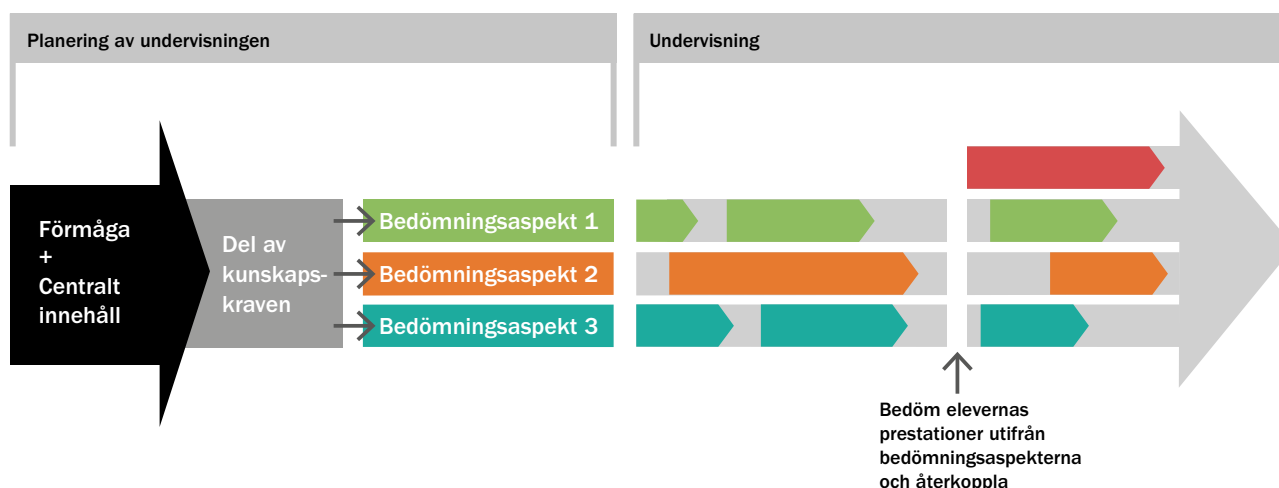 Planering av undervisningen
Undervisning
Förmåga
+
Centralt
innehåll
Del av
kunskaps-
kraven
Bedömningsaspekt 1
Bedömningsaspekt 2
Bedömningsaspekt 3
Bedöm elevernas
prestationer utifrån
bedömningsaspekterna
och återkoppla